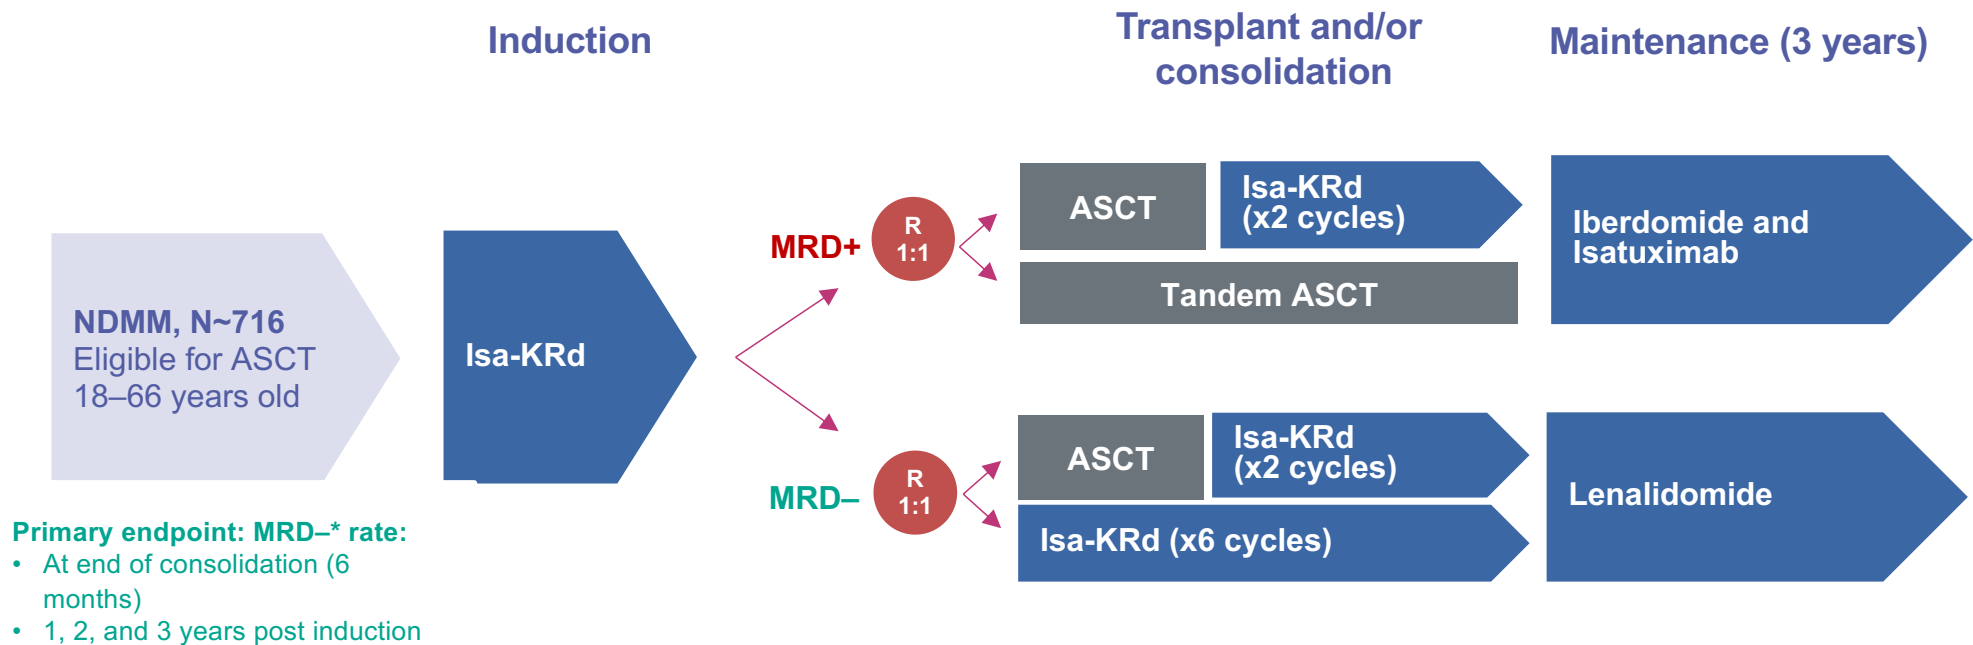 Induction
Transplant and/or
consolidation
Maintenance (3 years)
NDMM, N~716
Eligible for ASCT
18–66 years old
Isa-KRd
MRD+
R
1:1
ASCT
Isa-KRd
(x2 cycles)
Tandem ASCT
Iberdomide and
Isatuximab
MRD–
R
1:1
ASCT
Isa-KRd
(x2 cycles)
Isa-KRd (x6 cycles)
Lenalidomide
Primary endpoint: MRD–* rate:
• At end of consolidation (6
months)
• 1, 2, and 3 years post induction